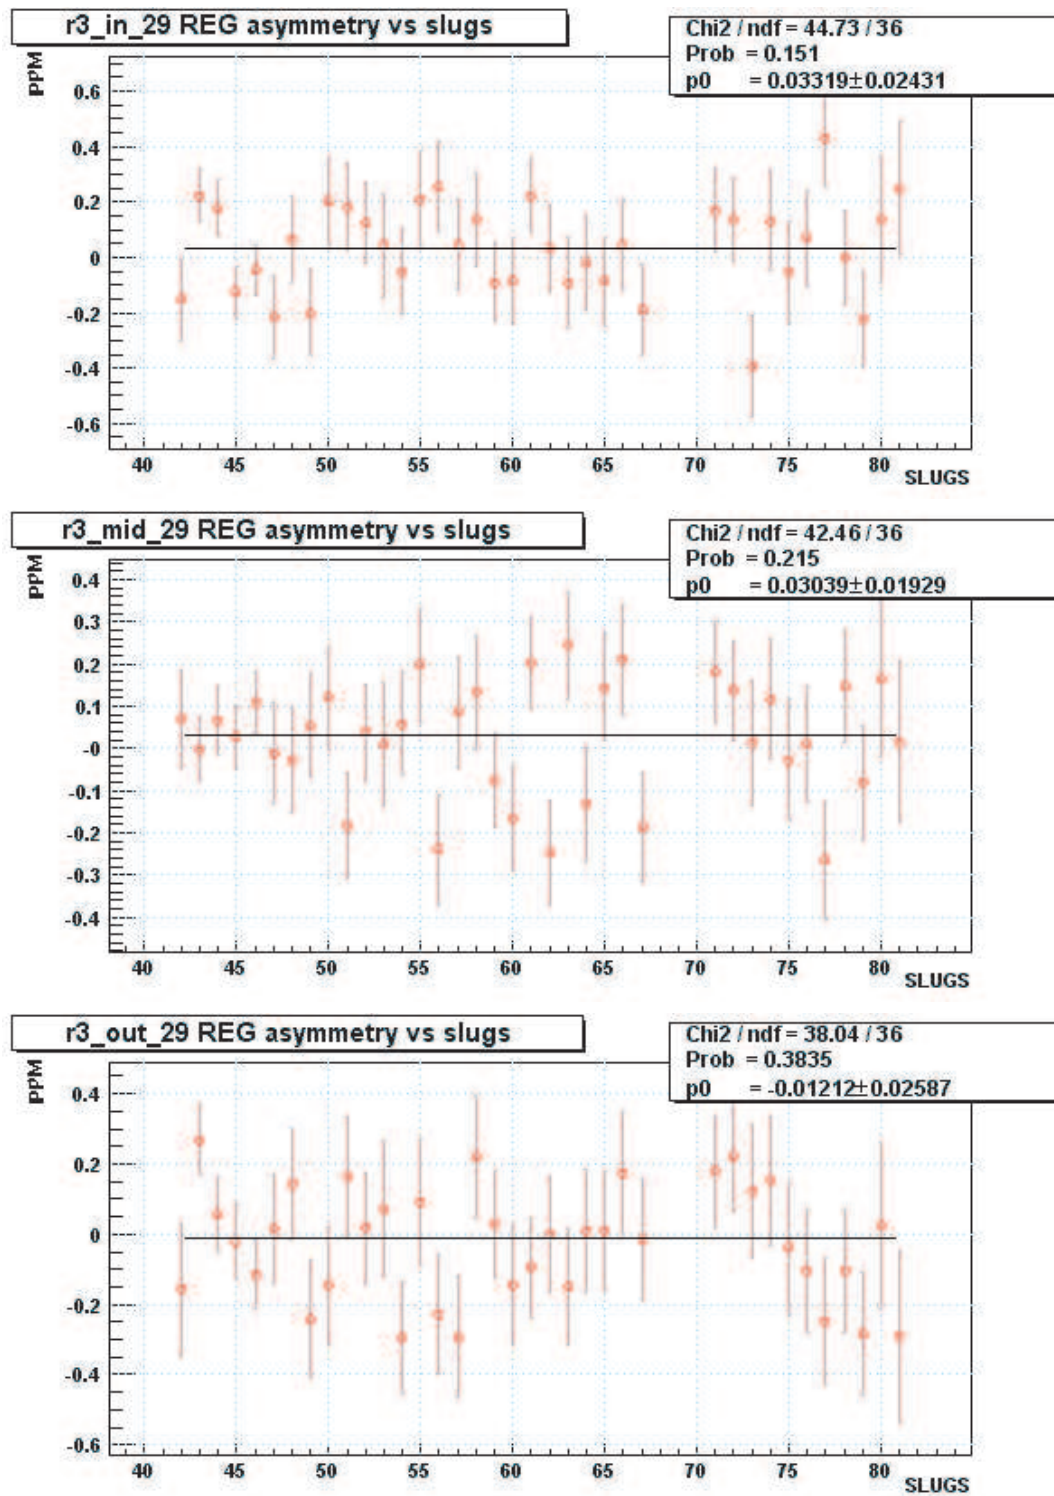 r3_in_29 REG asymmetry vs slugs
Chi2 / ndf = 44.73 / 36
Prob = 0.151
p0 = 0.03319±0.02431
PPM
0.6
0.4
0.2
0
-0.2
-0.4
-0.6
40 45 50 55 60 65 70 75 80
SLUGS
r3_mid_29 REG asymmetry vs slugs
Chi2 / ndf = 42.46 / 36
Prob = 0.215
p0 = 0.03039±0.01929
PPM
0.4
0.3
0.2
0.1
-0
-0.1
-0.2
-0.3
-0.4
40 45 50 55 60 65 70 75 80
SLUGS
r3_out_29 REG asymmetry vs slugs
Chi2 / ndf = 38.04 / 36
Prob = 0.3835
p0 = -0.01212±0.02587
PPM
0.4
0.2
0
-0.2
-0.4
-0.6
40 45 50 55 60 65 70 75 80
SLUGS